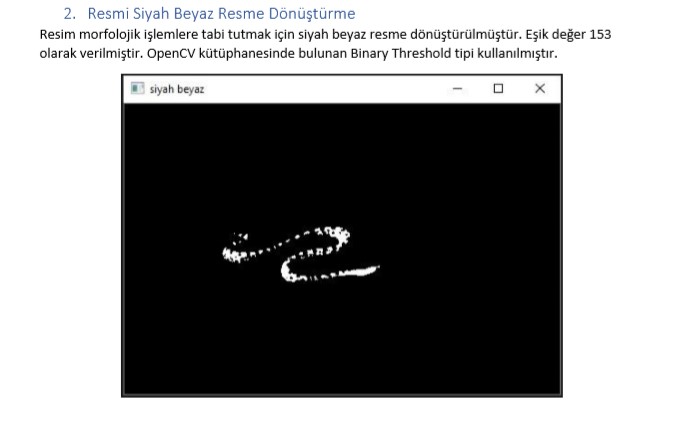 2. Resmi Siyah Beyaz Resme Dönüştürme
Resim morfolojik işlemlere tabi tutmak için siyah beyaz resme dönüştürülmüştür. Eşik değer 153
olarak verilmiştir. OpenCV kütüphanesinde bulunan Binary Threshold tipi kullanılmıştır.
siyah beyaz